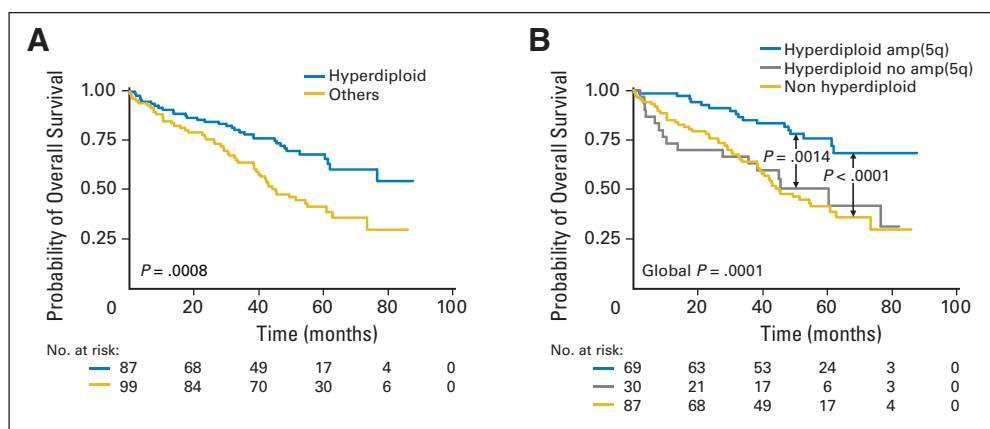 A
Hyperdiploid
Others
Probability of Overall Survival
1.00
0.75
0.50
0.25
P = .0008
20 40 60 80 100
Time (months)
No. at risk:
87 68 49 17 4 0
99 84 70 30 6 0
B
Hyperdiploid amp(5q)
Hyperdiploid no amp(5q)
Non hyperdiploid
Probability of Overall Survival
1.00
0.75
0.50
0.25
P = .0014
P < .0001
Global P = .0001
0 20 40 60 80 100
Time (months)
No. at risk:
69 63 53 24 3 0
30 21 17 6 3 0
87 68 49 17 4 0